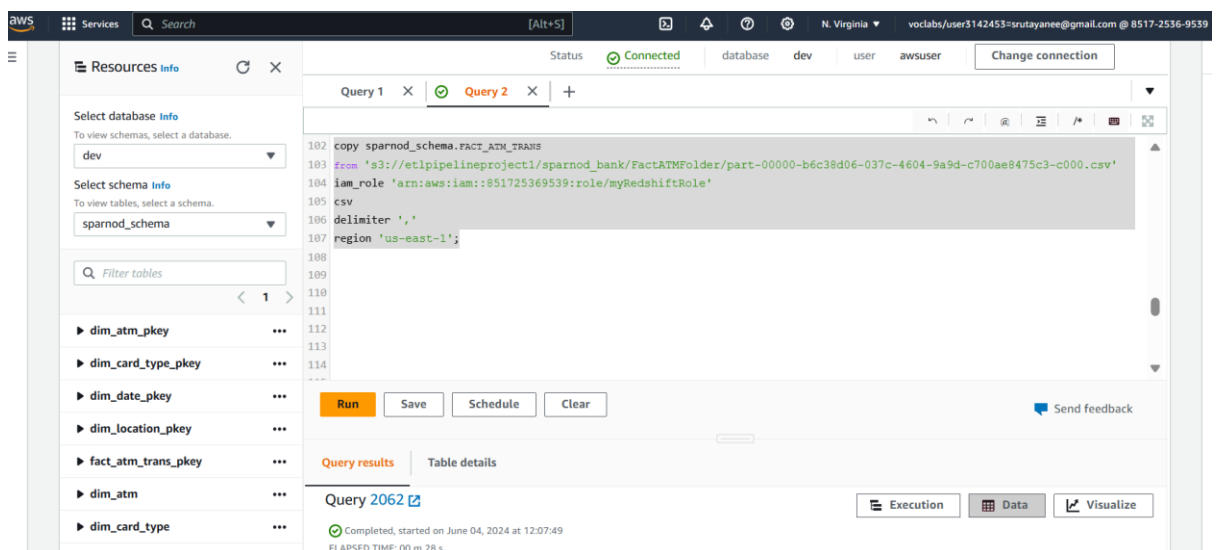 aws Services Search [Alt+S] N. Virginia ▼ voclabs/user3142453=srutayanee@gmail.com @ 8517-2536-9539
Resources Info
Status Connected database dev user awsuser Change connection
Query 1 Query 2
Select database Info
To view schemas, select a database.
dev
Select schema Info
To view tables, select a schema.
sparnod_schema
Filter tables
1
dim_atm_pkey
dim_card_type_pkey
dim_date_pkey
dim_location_pkey
fact_atm_trans_pkey
dim_atm
dim_card_type
102 copy sparnod_schema.FACT_ATM_TRANS
103 from 's3://etlpipelineproject1/sparnod_bank/FactATMFolder/part-00000-b6c38d06-037c-4604-9a9d-c700ae8475c3-c000.csv'
104 iam_role 'arn:aws:iam::851725369539:role/myRedshiftRole'
105 csv
106 delimiter ','
107 region 'us-east-1';
108
109
110
111
112
113
114
Run Save Schedule Clear
Send feedback
Query results Table details
Query 2062
Execution Data Visualize
Completed, started on June 04, 2024 at 12:07:49
ELAPSED TIME: 00 m 28 s